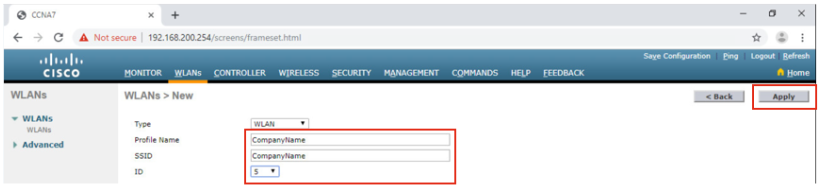 CCNA7
Not secure | 192.168.200.254/screens/frameset.html
Save Configuration Ping Logout Refresh
CISCO MONITOR WLANs CONTROLLER WIRELESS SECURITY MANAGEMENT COMMANDS HELP FEEDBACK Home
WLANs WLANs > New < Back Apply
WLANs
WLANs
Advanced
Type WLAN
Profile Name CompanyName
SSID CompanyName
ID 5